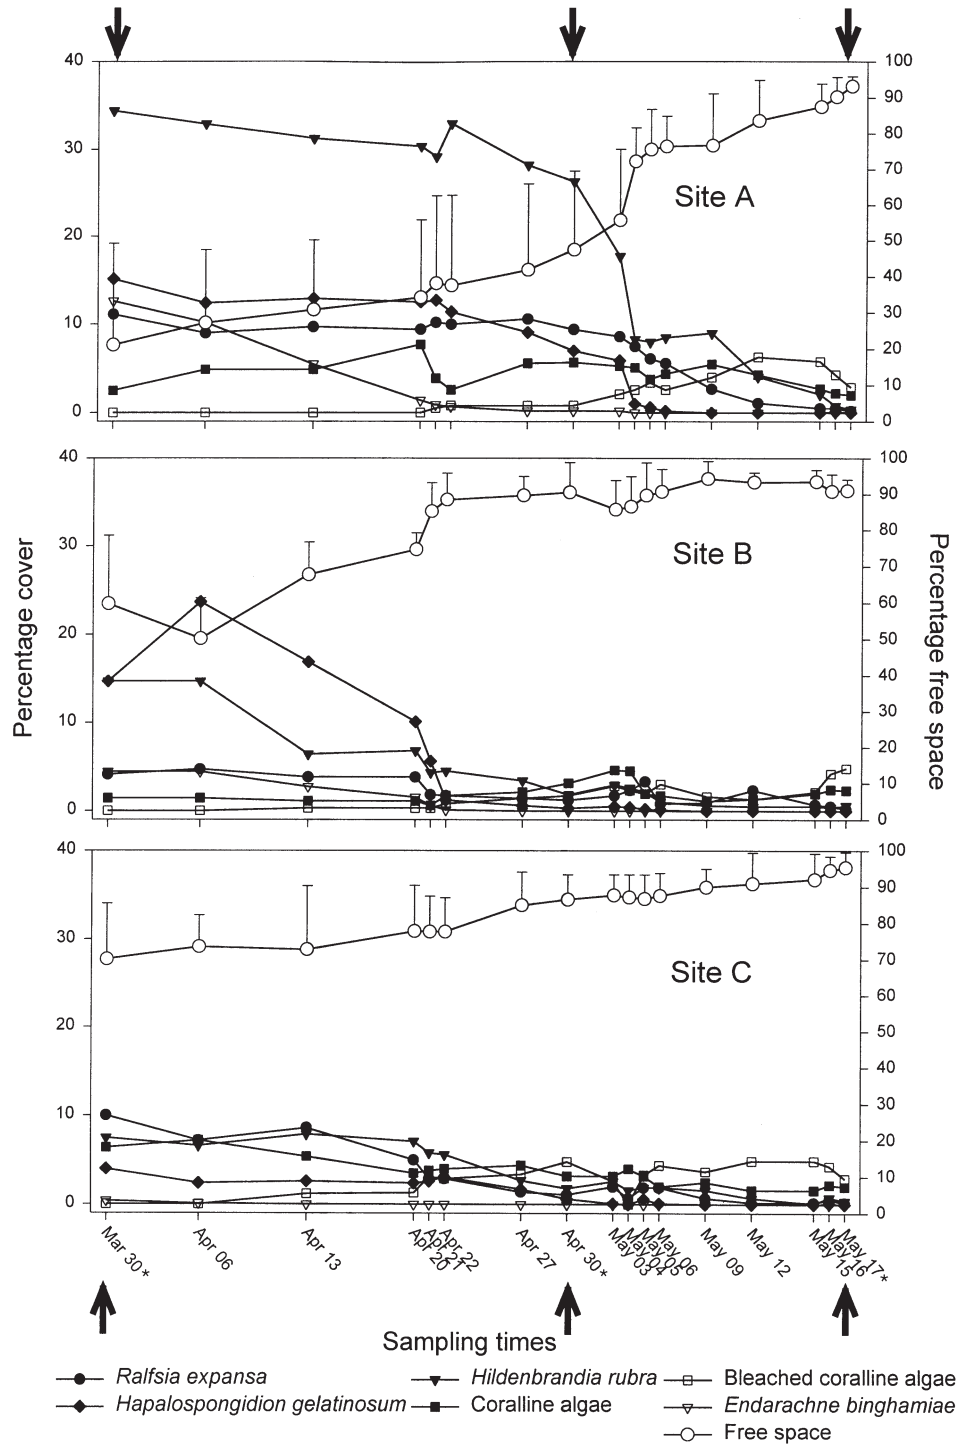 40
30
20
10
0
100
90
80
70
60
50
40
30
20
10
0
Site A
40
30
20
10
0
100
90
80
70
60
50
40
30
20
10
0
Site B
Percentage cover
Percentage free space
40
30
20
10
0
100
90
80
70
60
50
40
30
20
10
0
Site C
Mar 30*
Apr 06
Apr 13
Apr 20
Apr 21
Apr 22
Apr 27
Apr 30*
May 03
May 04
May 05
May 06
May 09
May 12
May 15
May 16
May 17*
Sampling times
Ralfsia expansa
Hildenbrandia rubra
Bleached coralline algae
Hapalospongidion gelatinosum
Coralline algae
Endarachne binghamiae
Free space